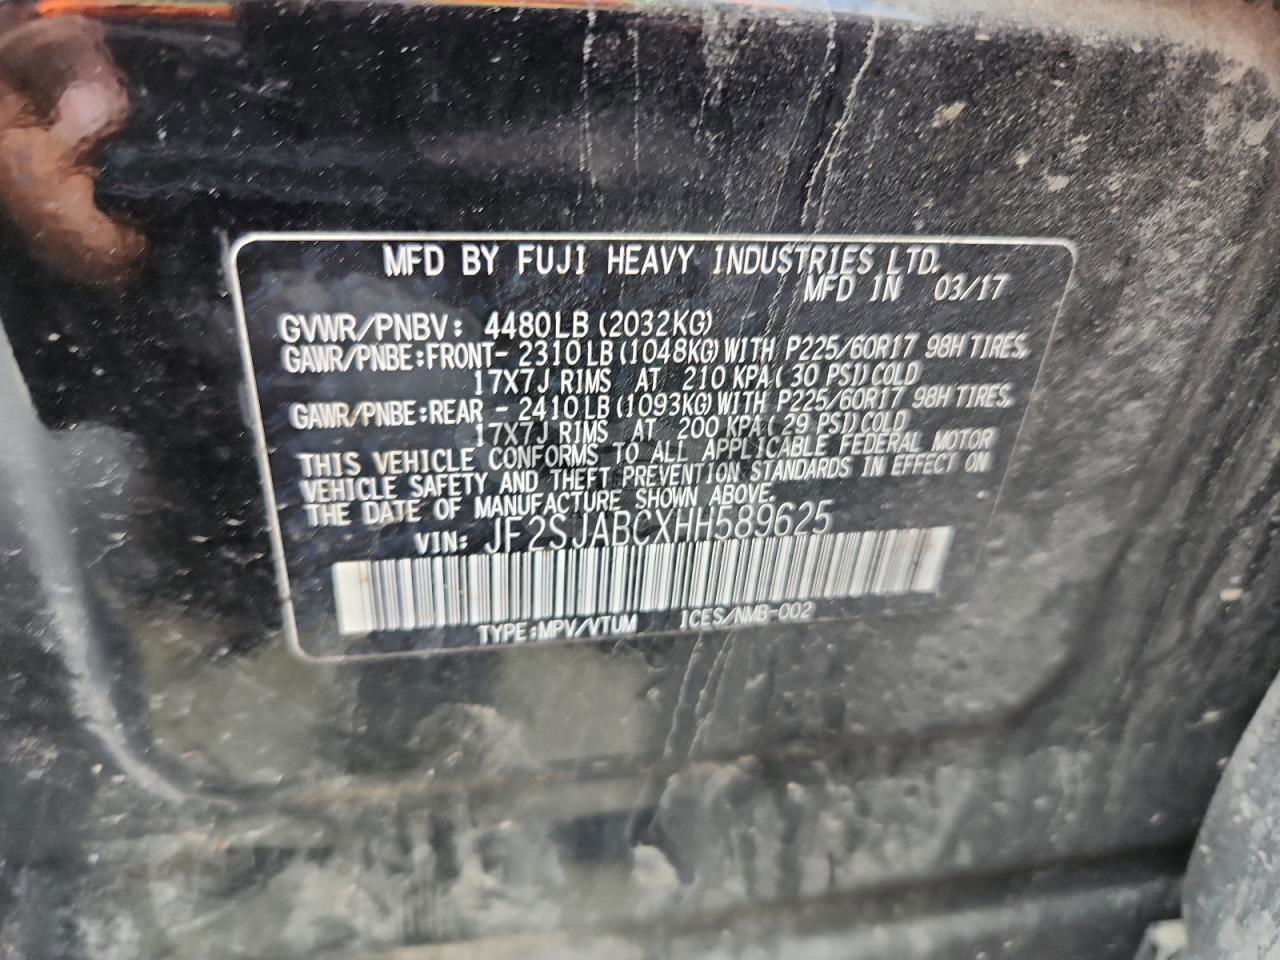 MFD BY FUJI HEAVY INDUSTRIES LTD.
MFD IN 03/17
GVWR/PNBV: 4480LB (2032KG)
GAWR/PNBE:FRONT- 2310LB (1048KG) WITH P225/60R17 98H TIRES,
17X7J RIMS AT 210 KPA( 30 PSI) COLD
GAWR/PNBE:REAR - 2410LB (1093KG) WITH P225/60R17 98H TIRES,
17X7J RIMS AT 200 KPA( 29 PSI) COLD
THIS VEHICLE CONFORMS TO ALL APPLICABLE FEDERAL MOTOR
VEHICLE SAFETY AND THEFT PREVENTION STANDARDS IN EFFECT ON
THE DATE OF MANUFACTURE SHOWN ABOVE.
VIN: JF2SJABCXHH589625
TYPE:MPV/VTUM ICES/NMB-002